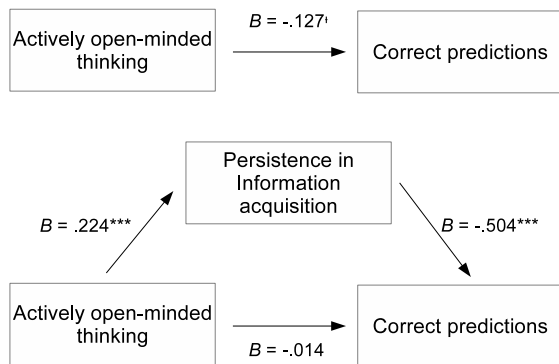 B = -.127ᵗ
Actively open-minded
thinking
Correct predictions
Persistence in
Information
acquisition
B = .224***
B = -.504***
Actively open-minded
thinking
Correct predictions
B = -.014